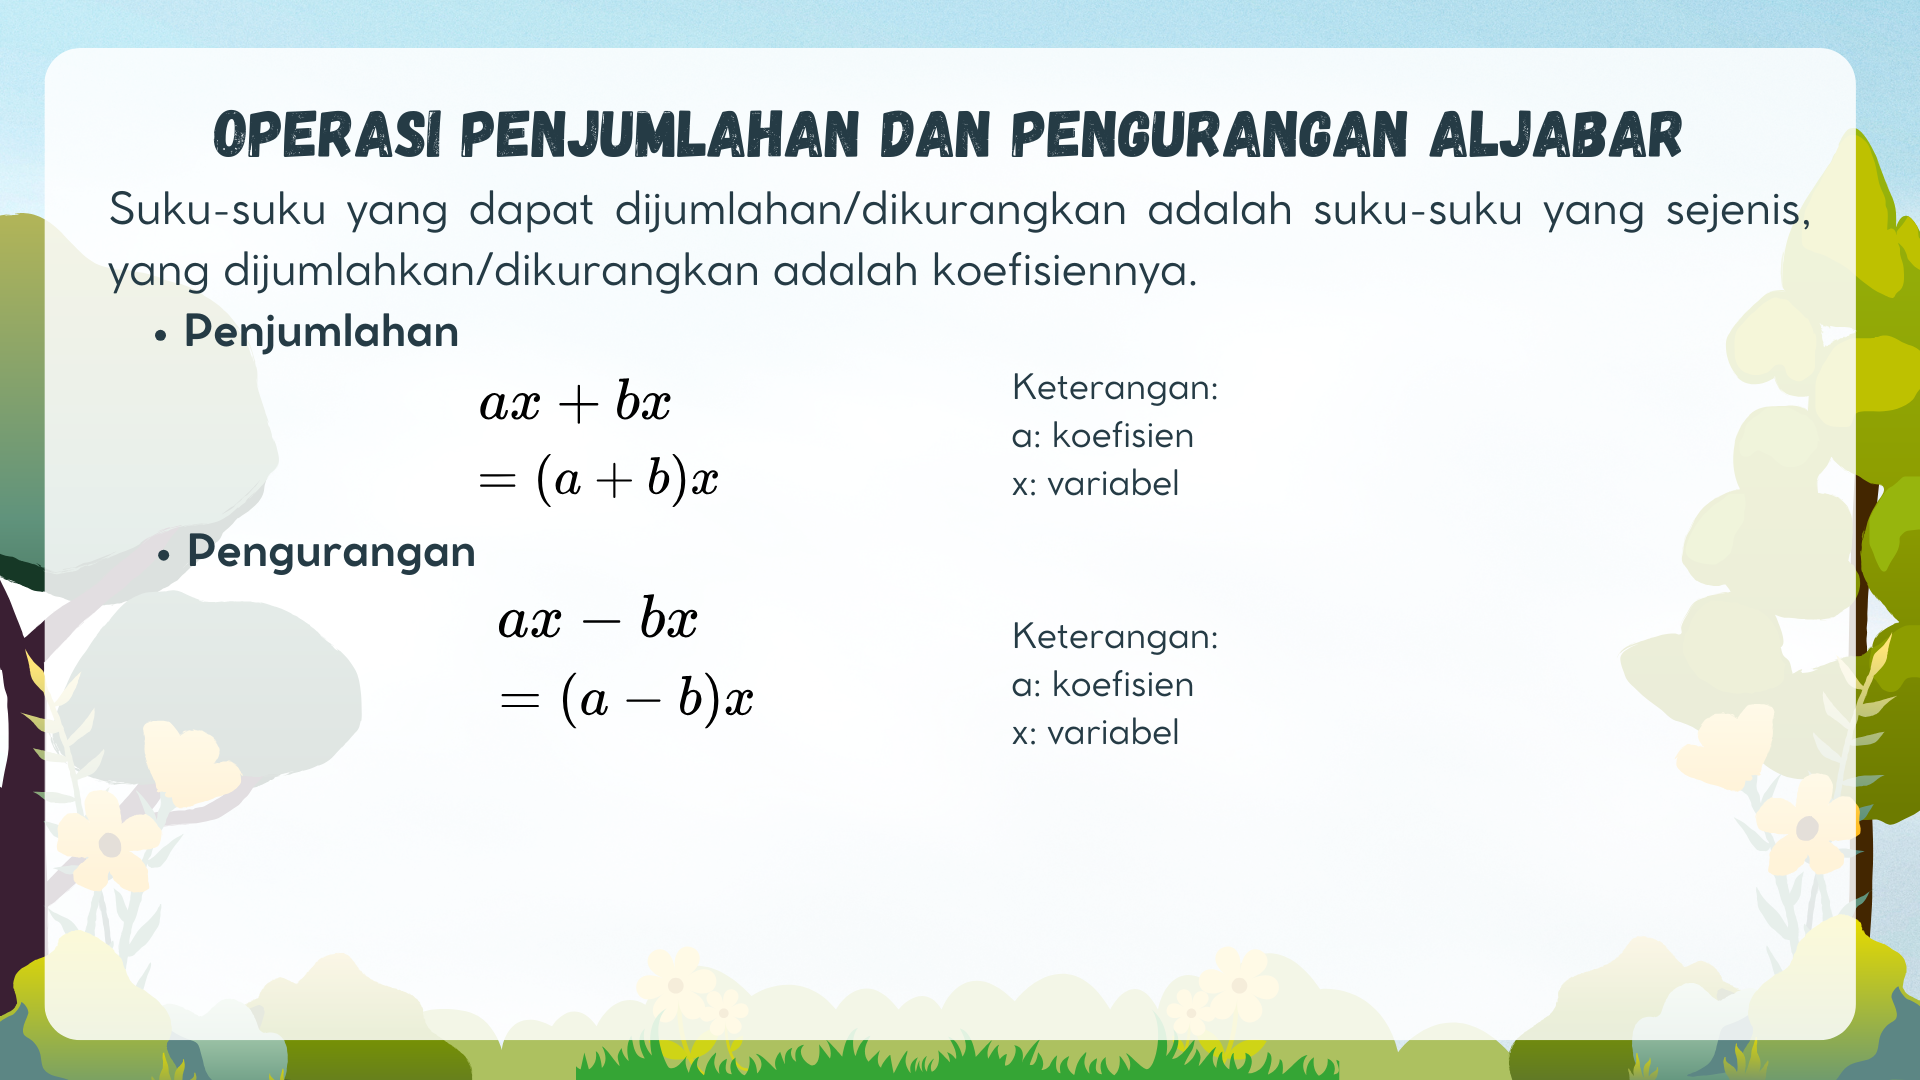 OPERASI PENJUMLAHAN DAN PENGURANGAN ALJABAR
Suku-suku yang dapat dijumlahan/dikurangkan adalah suku-suku yang sejenis,
yang dijumlahkan/dikurangkan adalah koefisiennya.
• Penjumlahan
ax + bx
= (a + b)x
Keterangan:
a: koefisien
x: variabel
• Pengurangan
ax − bx
= (a − b)x
Keterangan:
a: koefisien
x: variabel